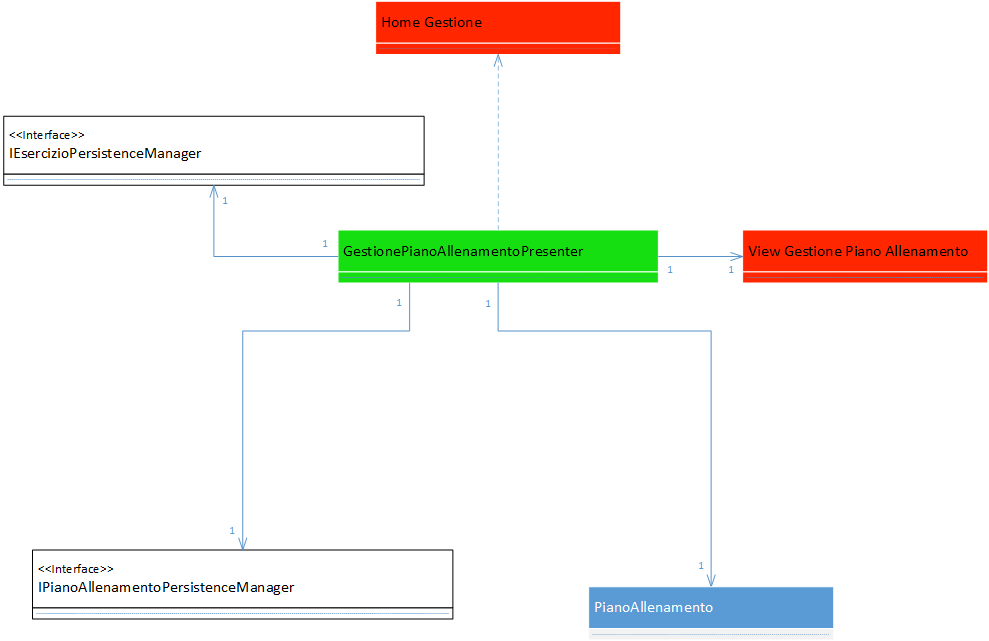 Home Gestione
<<Interface>>
IEsercizioPersistenceManager
1
1
GestionePianoAllenamentoPresenter
View Gestione Piano Allenamento
1
1
1
1
1
1
<<Interface>>
IPianoAllenamentoPersistenceManager
PianoAllenamento